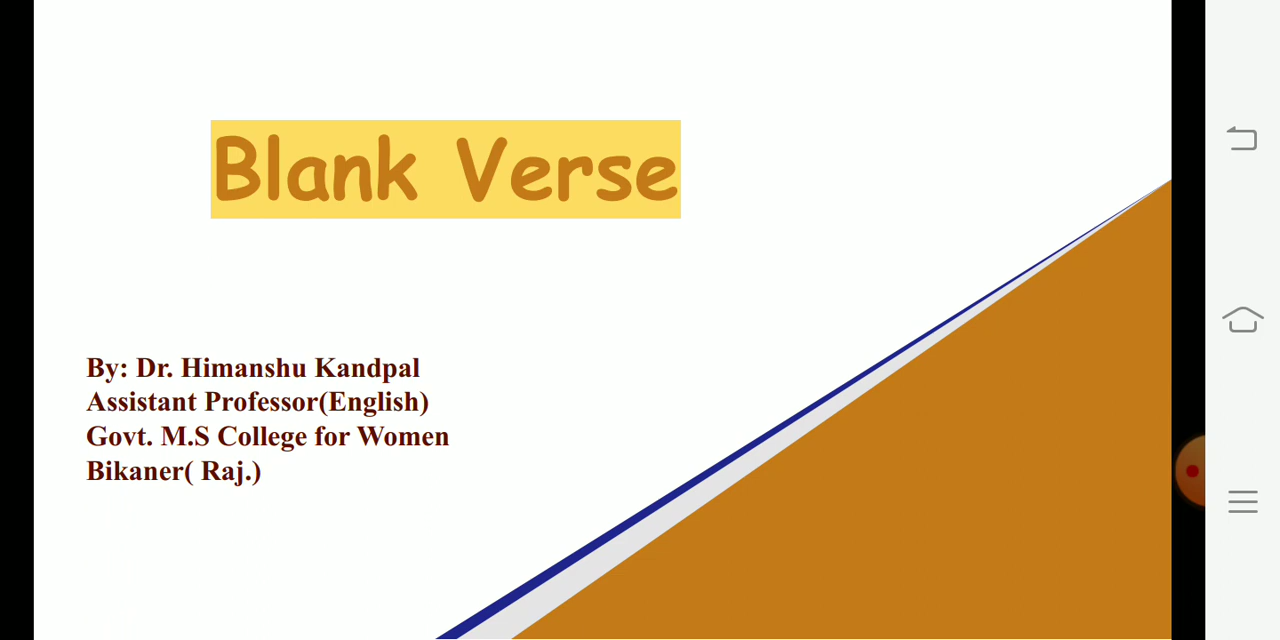 Blank Verse
By: Dr. Himanshu Kandpal
Assistant Professor(English)
Govt. M.S College for Women
Bikaner( Raj.)